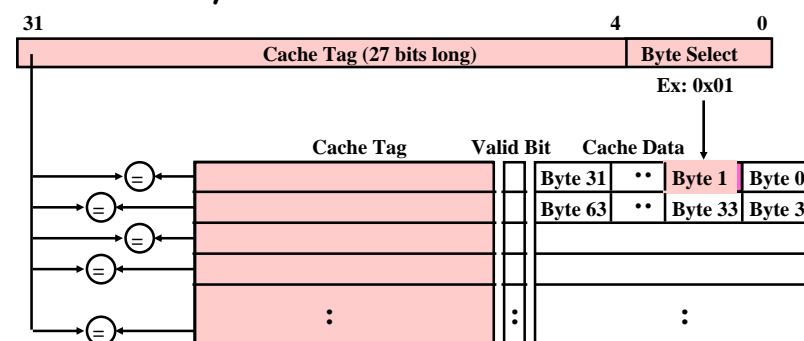 31 4 0
Cache Tag (27 bits long) Byte Select
Ex: 0x01
Cache Tag Valid Bit Cache Data
= Byte 31 .. Byte 1 Byte 0
= Byte 63 .. Byte 33 Byte 3
=
=
: : :
=